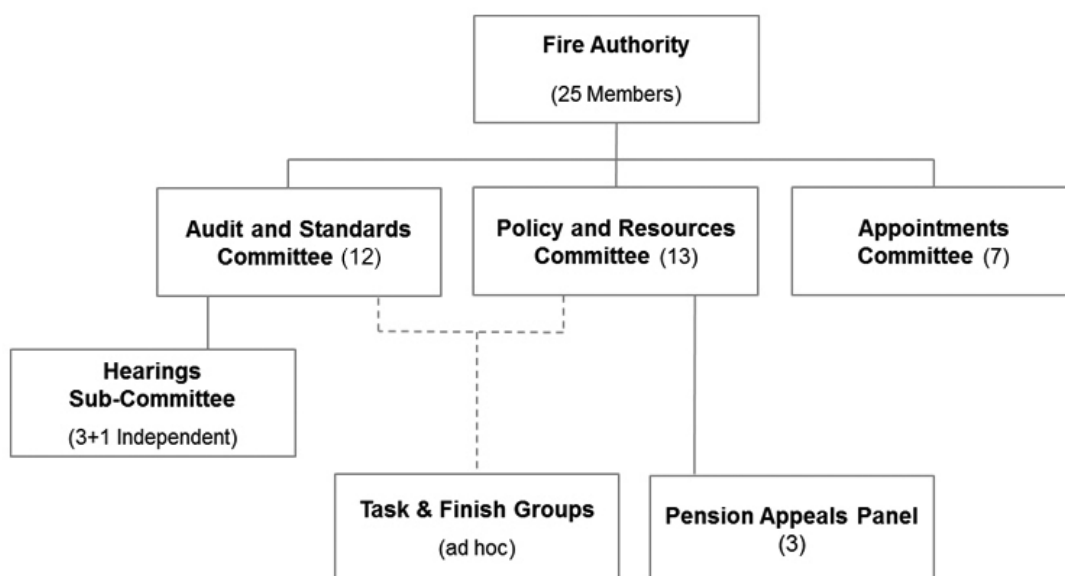 Fire Authority
(25 Members)
Audit and Standards
Committee (12)
Policy and Resources
Committee (13)
Appointments
Committee (7)
Hearings
Sub-Committee
(3+1 Independent)
Task & Finish Groups
(ad hoc)
Pension Appeals Panel
(3)